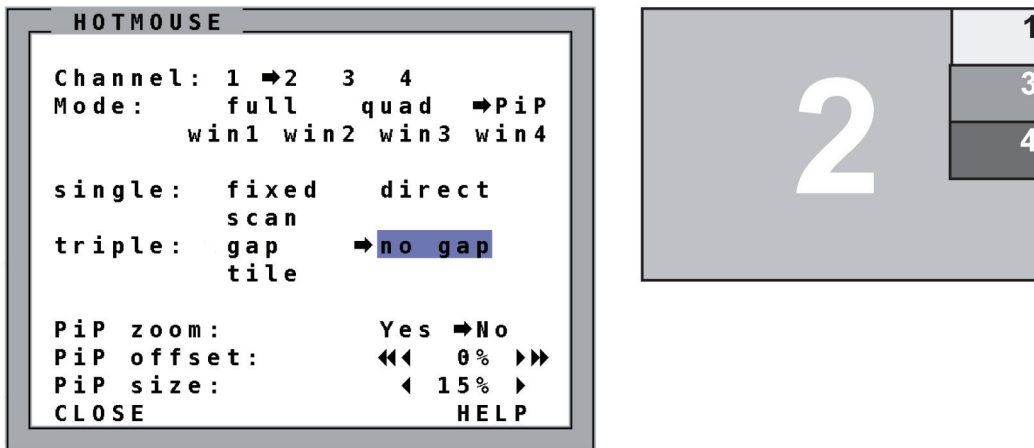 HOTMOUSE
Channel: 1 ➡2 3 4
Mode: full quad ➡PiP
win1 win2 win3 win4
single: fixed direct
scan
triple: gap ➡no gap
tile
PiP zoom: Yes ➡No
PiP offset: 0%
PiP size: 15%
CLOSE HELP
2
1
3
4